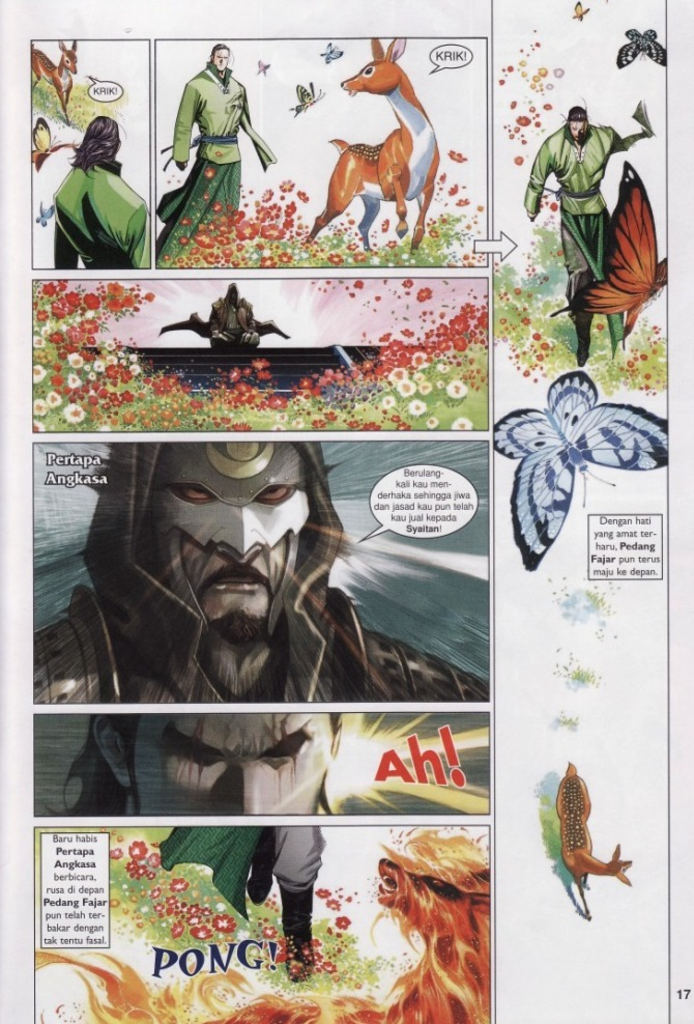 KRIK!
KRIK!
Dengan hati
yang amat ter-
haru, Pedang
Fajar pun terus
maju ke depan.
Pertapa
Angkasa
Berulang-
kali kau men-
derhaka sehingga jiwa
dan jasad kau pun telah
kau jual kepada
Syaitan!
Ah!
Baru habis
Pertapa
Angkasa
berbicara,
rusa di depan
Pedang Fajar
pun telah ter-
bakar dengan
tak tentu fasal.
PONG!
17